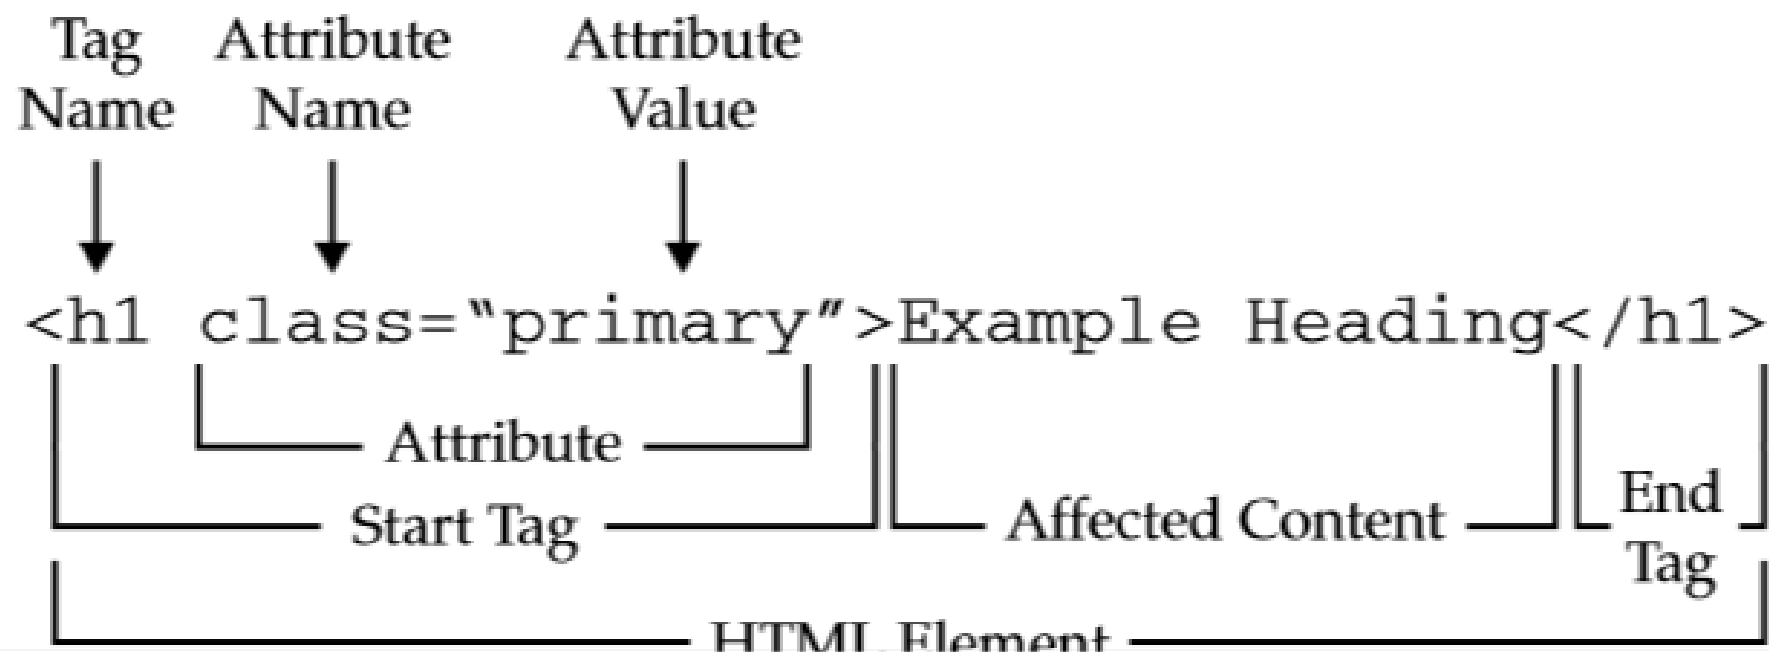 Tag Attribute Attribute
Name Name Value
<h1 class=“primary”>Example Heading</h1>
Attribute
Start Tag Affected Content End
Tag
HTML Element